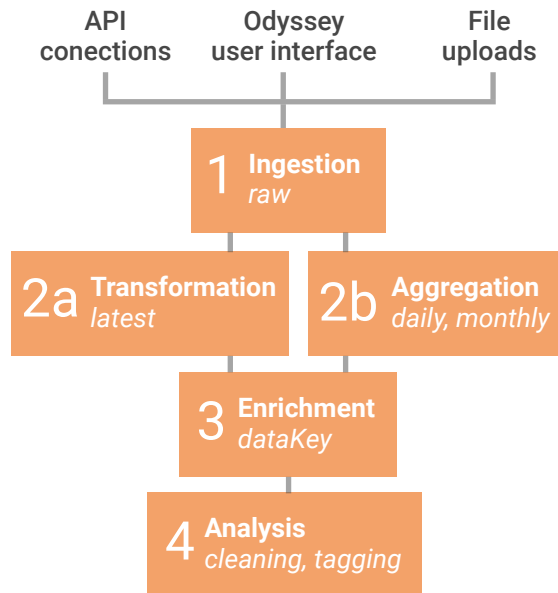 API
conections
Odyssey
user interface
File
uploads
1 Ingestion
raw
2a Transformation
latest
2b Aggregation
daily, monthly
3 Enrichment
dataKey
4 Analysis
cleaning, tagging